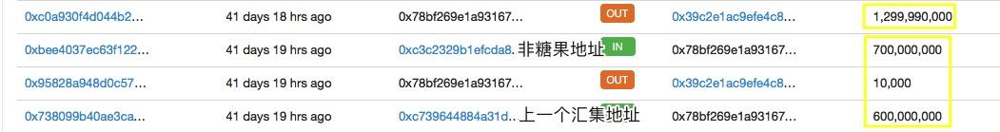 0xc0a930f4d044b2... 41 days 18 hrs ago 0x78bf269e1a93167... OUT 0x39c2e1ac9efe4c8... 1,299,990,000
0xbee4037ec63f122... 41 days 19 hrs ago 0xc3c2329b1efcda8.. 非糖果地址 IN 0x78bf269e1a93167... 700,000,000
0x95828a948d0c57... 41 days 19 hrs ago 0x78bf269e1a93167... OUT 0x39c2e1ac9efe4c8... 10,000
0x738099b40ae3ca... 41 days 19 hrs ago 0xc739644884a31d.. 上一个汇集地址 0x78bf269e1a93167... 600,000,000